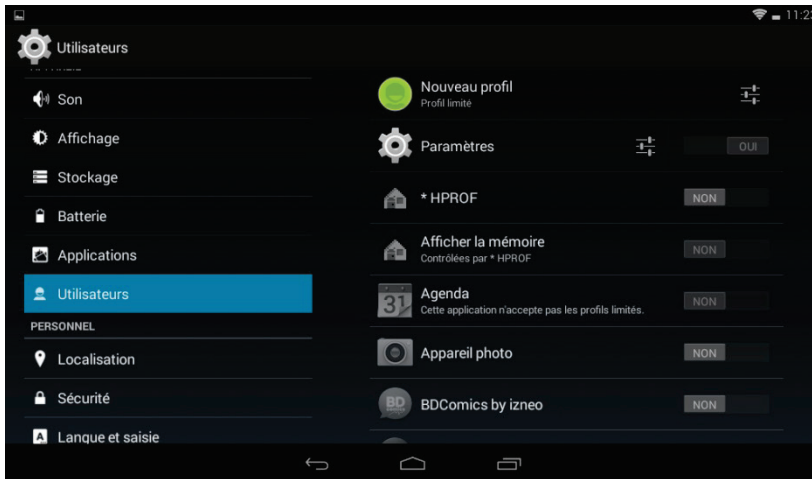 11:23
Utilisateurs
Son
Affichage
Stockage
Batterie
Applications
Utilisateurs
PERSONNEL
Localisation
Sécurité
Langue et saisie
Nouveau profil
Profil limité
Paramètres
OUI
* HPROF
NON
Afficher la mémoire
Contrôlées par * HPROF
NON
31
Agenda
Cette application n'accepte pas les profils limités.
NON
Appareil photo
NON
BD
BDComics by izneo
NON